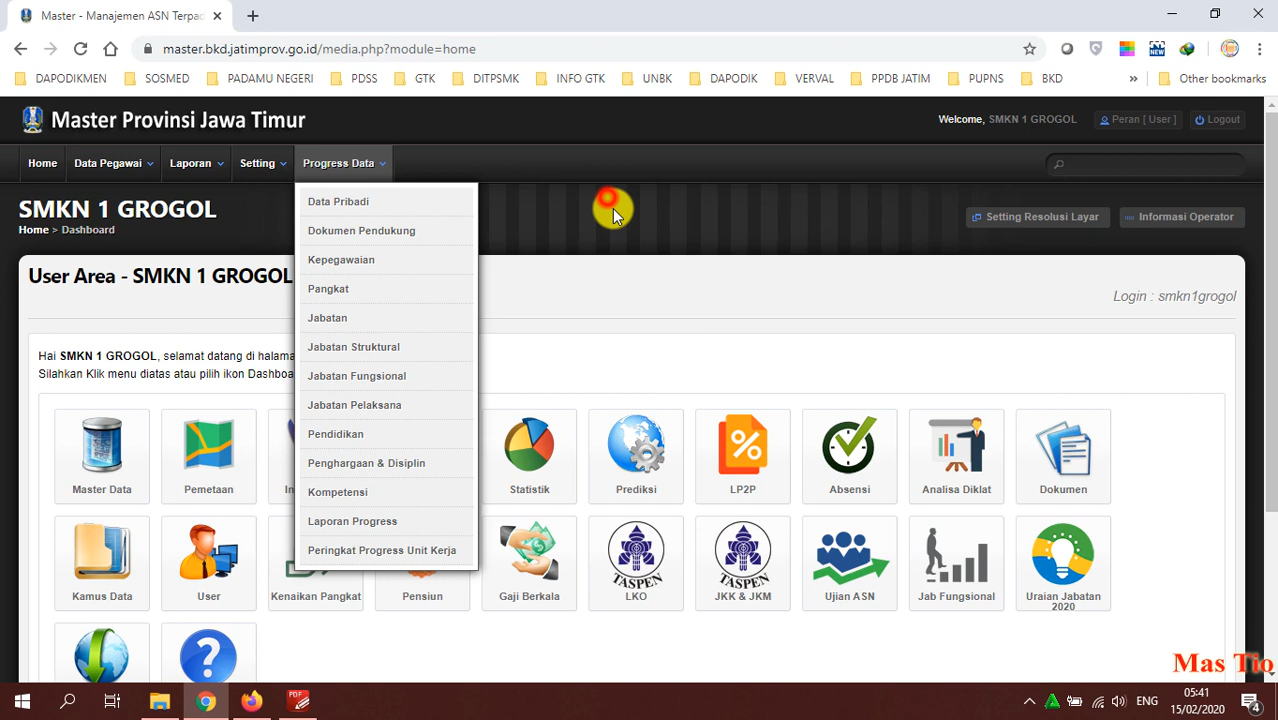 Master - Manajemen ASN Terpad
master.bkd.jatimprov.go.id/media.php?module=home
DAPODIKMEN SOSMED PADAMU NEGERI PDSS GTK DITPSMK INFO GTK UNBK DAPODIK VERVAL PPDB JATIM PUPNS BKD » Other bookmarks
Master Provinsi Jawa Timur
Welcome, SMKN 1 GROGOL Peran [ User ] Logout
Home Data Pegawai Laporan Setting Progress Data
SMKN 1 GROGOL
Home > Dashboard
Setting Resolusi Layar Informasi Operator
Data Pribadi
Dokumen Pendukung
Kepegawaian
Pangkat
Jabatan
Jabatan Struktural
Jabatan Fungsional
Jabatan Pelaksana
Pendidikan
Penghargaan & Disiplin
Kompetensi
Laporan Progress
Peringkat Progress Unit Kerja
User Area - SMKN 1 GROGOL
Login : smkn1grogol
Hai SMKN 1 GROGOL, selamat datang di halama
Silahkan Klik menu diatas atau pilih ikon Dashboa
Master Data Pemetaan In Statistik Prediksi LP2P Absensi Analisa Diklat Dokumen
NEW
TASPEN TASPEN
Kamus Data User Kenaikan Pangkat Pensiun Gaji Berkala LKO JKK & JKM Ujian ASN Jab Fungsional Uraian Jabatan
2020
Mas Tio
PDF
ENG
05:41
15/02/2020
4